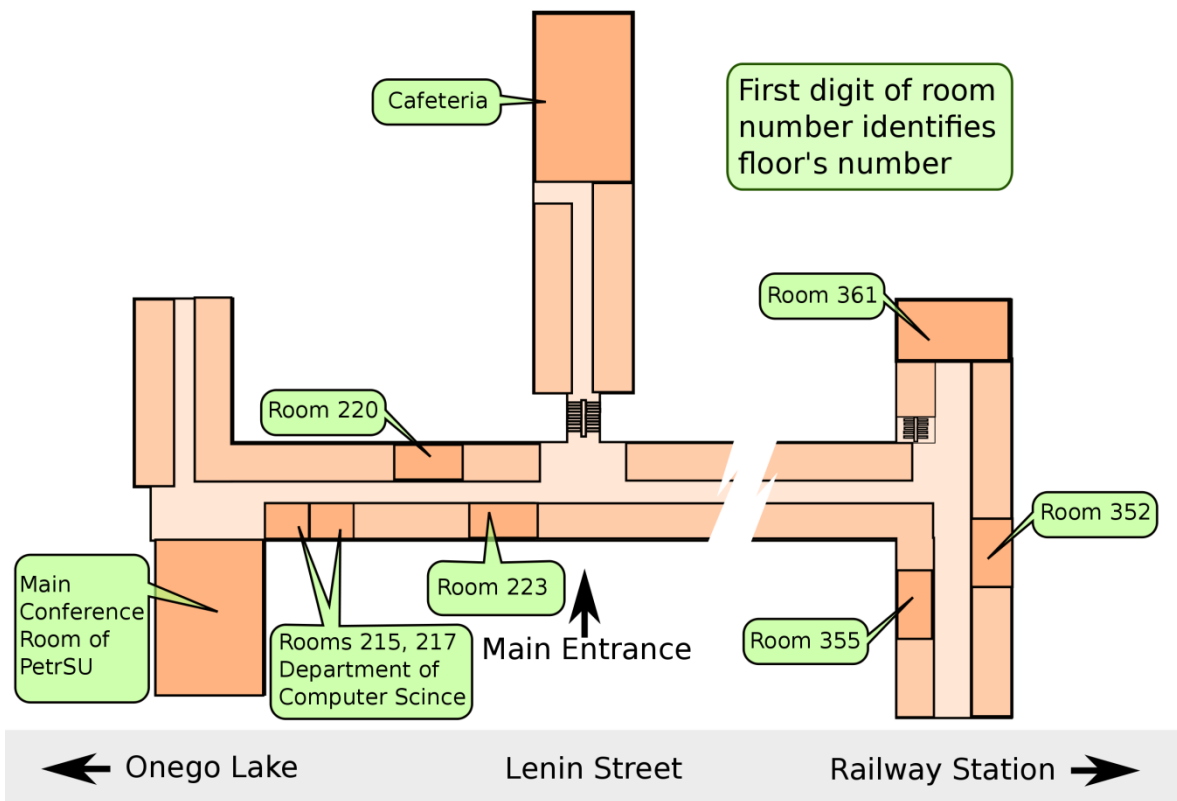 Cafeteria
First digit of room
number identifies
floor's number
Room 361
Room 220
Room 352
Main
Conference
Room of
PetrSU
Rooms 215, 217
Department of
Computer Scince
Room 223
Main Entrance
Room 355
Onego Lake
Lenin Street
Railway Station